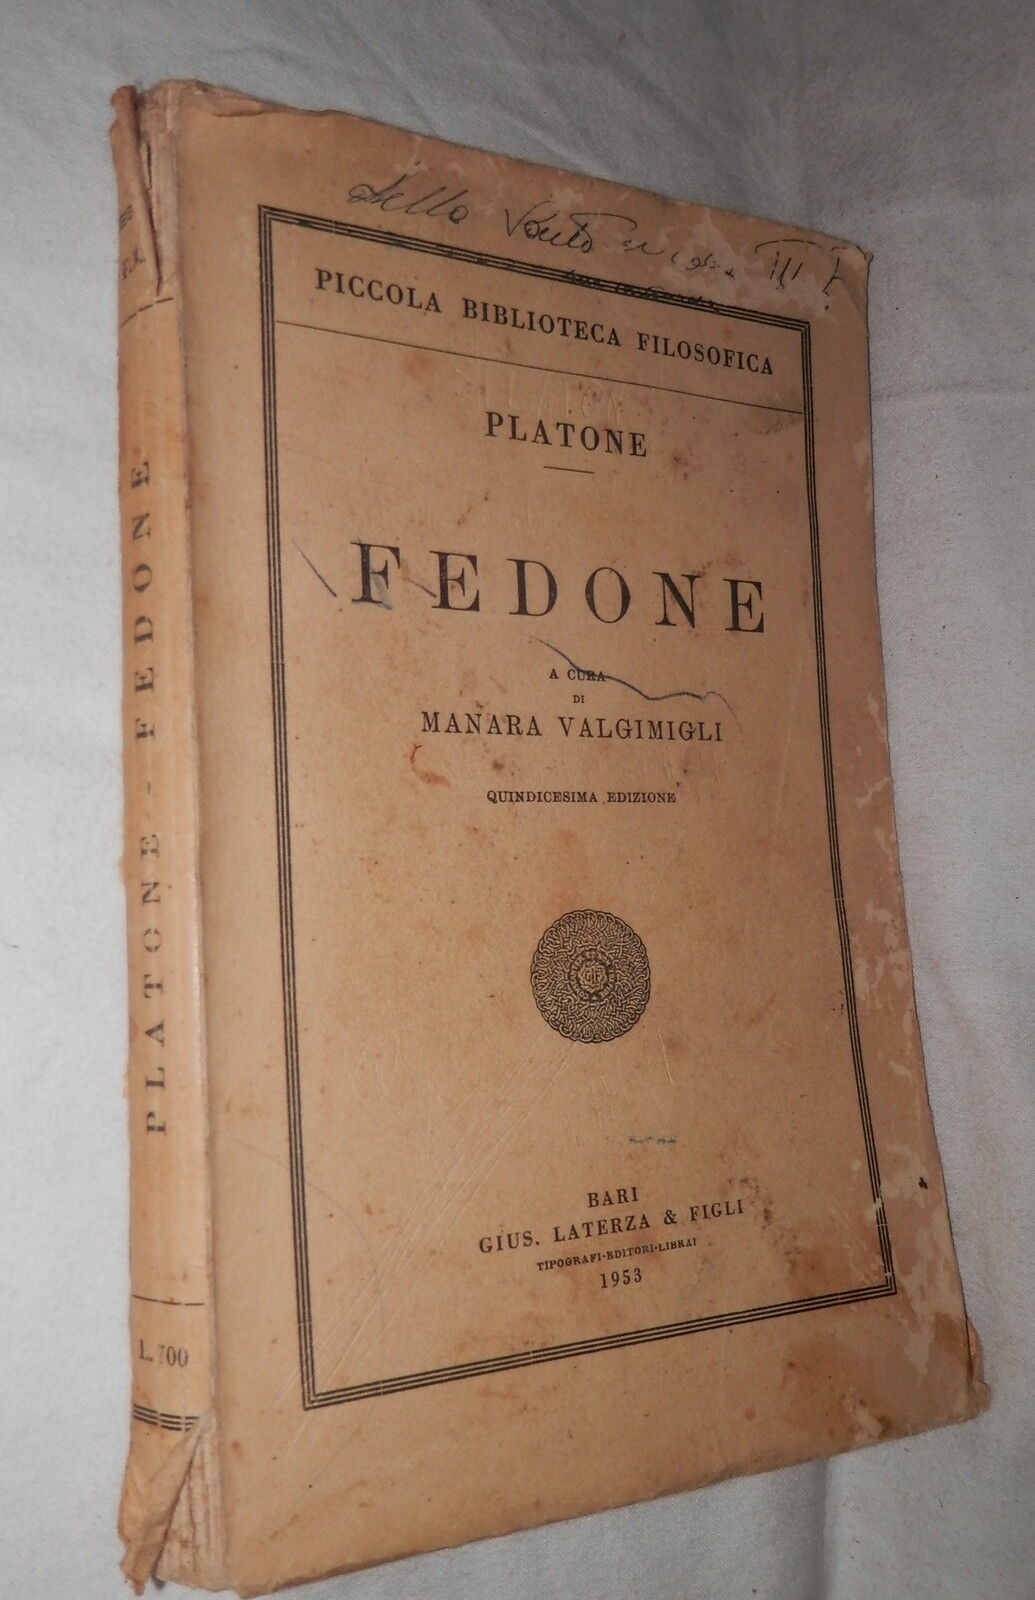 III
PICCOLA BIBLIOTECA FILOSOFICA
PLATONE
FEDONE
A CURA
DI
MANARA VALGIMIGLI
QUINDICESIMA EDIZIONE
BARI
GIUS. LATERZA & FIGLI
TIPOGRAFI-EDITORI-LIBRAI
1953
PLATONE - FEDONE
L. 700